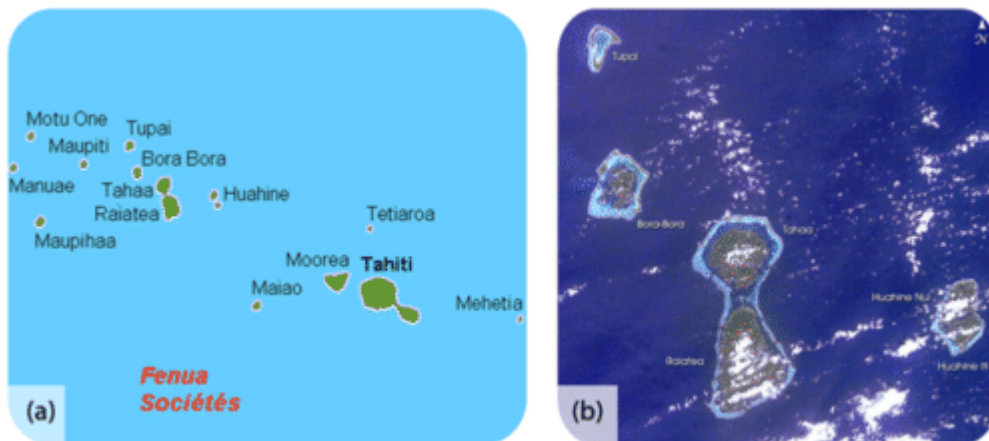 Motu One
Tupai
Maupiti
Bora Bora
Manuae
Tahaa
Huahine
Raiatea
Maupihaa
Tetiaroa
Moorea
Tahiti
Maiao
Mehetia
Fenua
Sociétés
(a)
Tupai
Bora-Bora
Tahaa
Huahine Nui
Raiatea
Huahine Iti
(b)